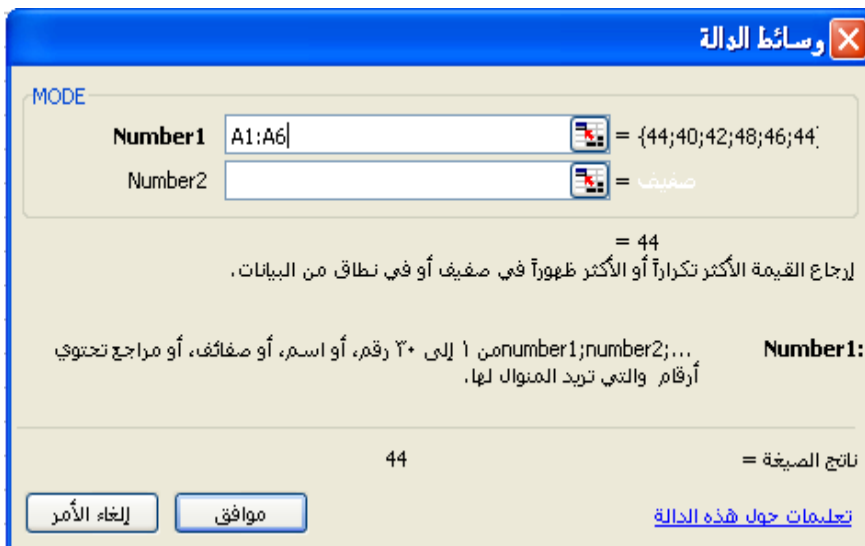 وسائط الدالة
MODE
Number1 A1:A6 = {44;40;42;48;46;44}
Number2 = صفيف
= 44
إرجاع القيمة الأكثر تكراراً أو الأكثر ظهوراً في صفيف أو في نطاق من البيانات.
Number1: number1;number2;... من ١ إلى ٣٠ رقم، أو اسم، أو صفائف، أو مراجع تحتوي
أرقام والتي تريد المنوال لها.
ناتج الصيغة = 44
تعليمات حول هذه الدالة موافق إلغاء الأمر